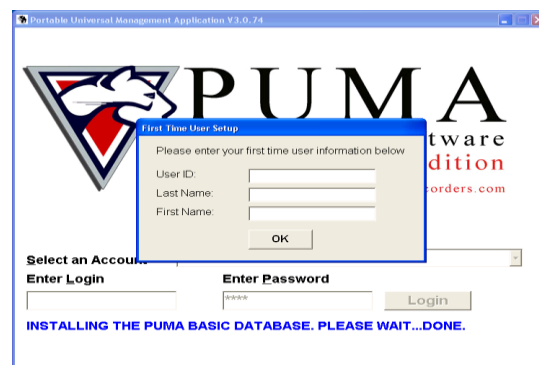 Portable Universal Management Application V3.0.74
PUMA
tware
dition
corders.com
First Time User Setup
Please enter your first time user information below
User ID:
Last Name:
First Name:
OK
Select an Account
Enter Login
Enter Password
****
Login
INSTALLING THE PUMA BASIC DATABASE. PLEASE WAIT...DONE.